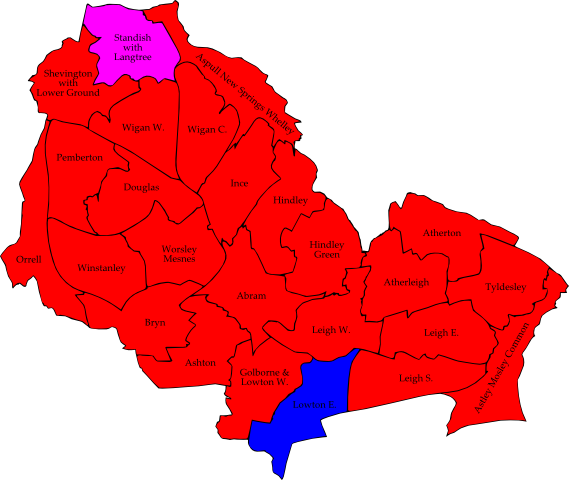 Standish
with
Langtree
Aspull New Springs Whelley
Shevington
with
Lower Ground
Wigan W.
Wigan C.
Pemberton
Douglas
Ince
Hindley
Atherton
Hindley
Green
Worsley
Mesnes
Orrell
Winstanley
Atherleigh
Tyldesley
Abram
Bryn
Leigh W.
Leigh E.
Ashton
Golborne &
Lowton W.
Leigh S.
Astley Mosley Common
Lowton E.